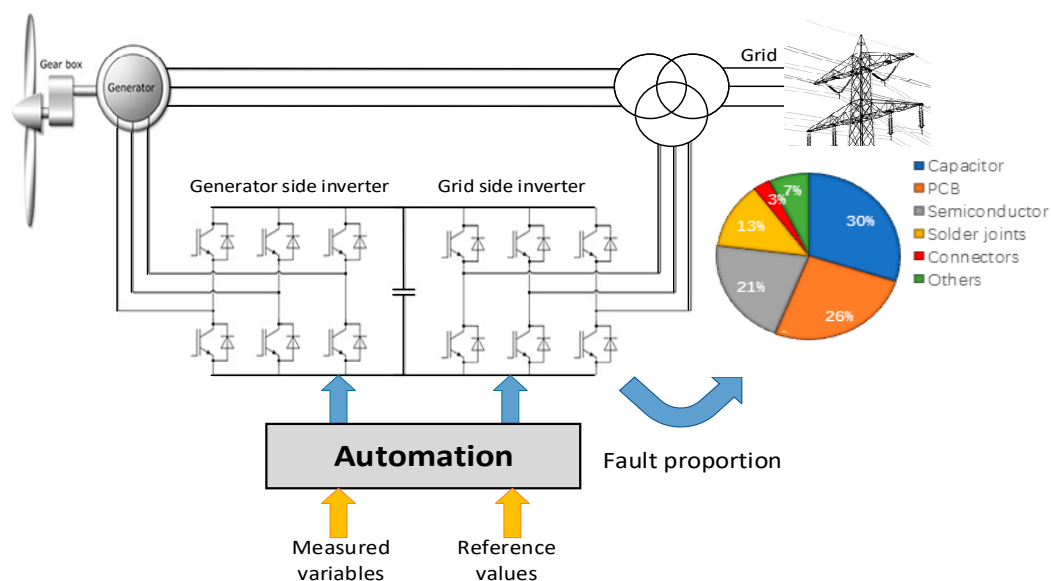 Grid
Gear box
Generator
Generator side inverter
Grid side inverter
Capacitor
PCB
Semiconductor
Solder joints
Connectors
Others
7%
3%
30%
13%
21%
26%
Automation
Fault proportion
Measured
variables
Reference
values